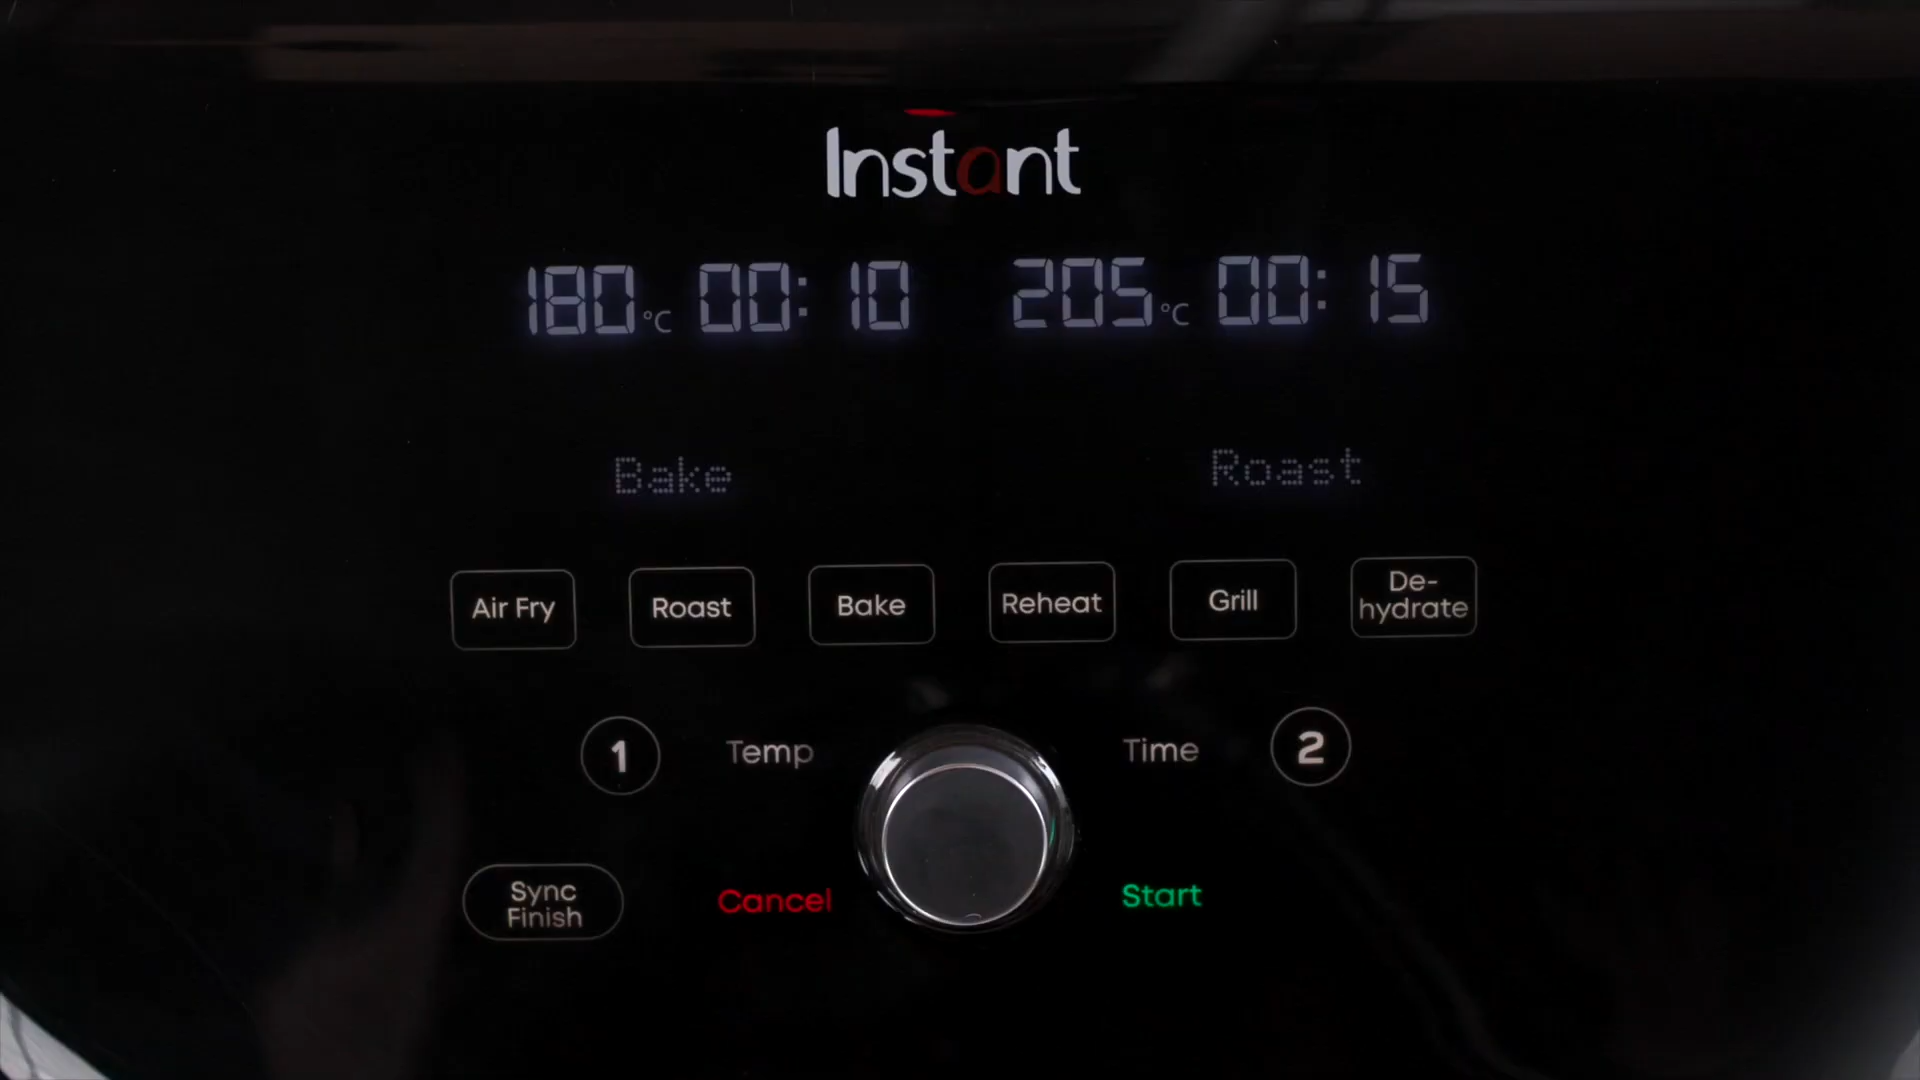 Instant
180°C 00:10 205°C 00:15
Bake Roast
Air Fry Roast Bake Reheat Grill De-
hydrate
1 Temp Time 2
Sync
Finish
Cancel Start